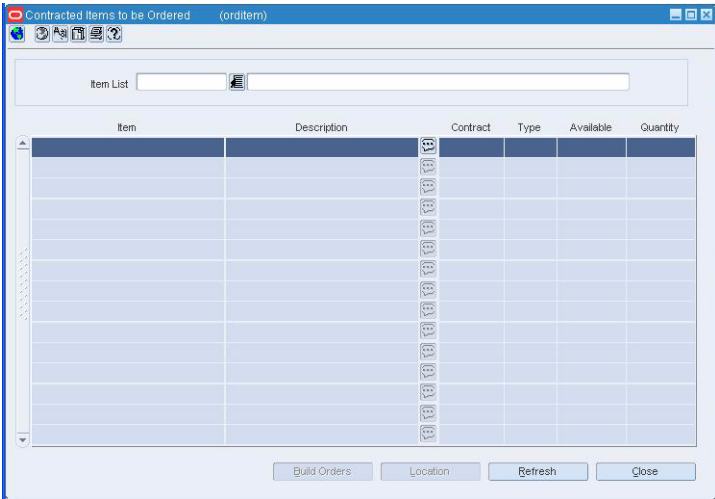 Contracted Items to be Ordered (orditem)
Item List
Item Description Contract Type Available Quantity
Build Orders Location Refresh Close